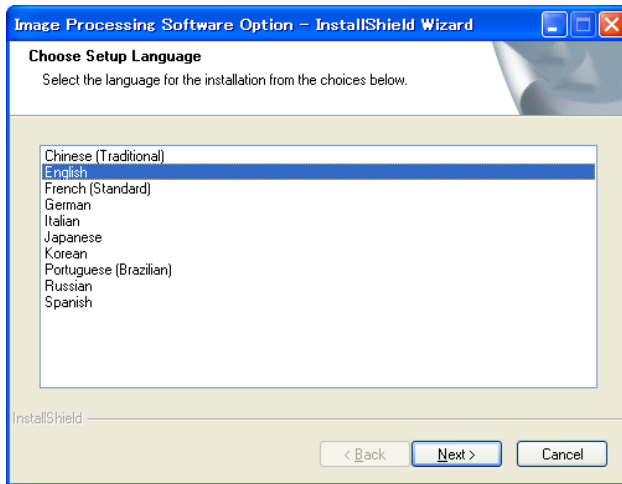 Image Processing Software Option - InstallShield Wizard
Choose Setup Language
Select the language for the installation from the choices below.
Chinese (Traditional)
English
French (Standard)
German
Italian
Japanese
Korean
Portuguese (Brazilian)
Russian
Spanish
InstallShield
< Back
Next >
Cancel